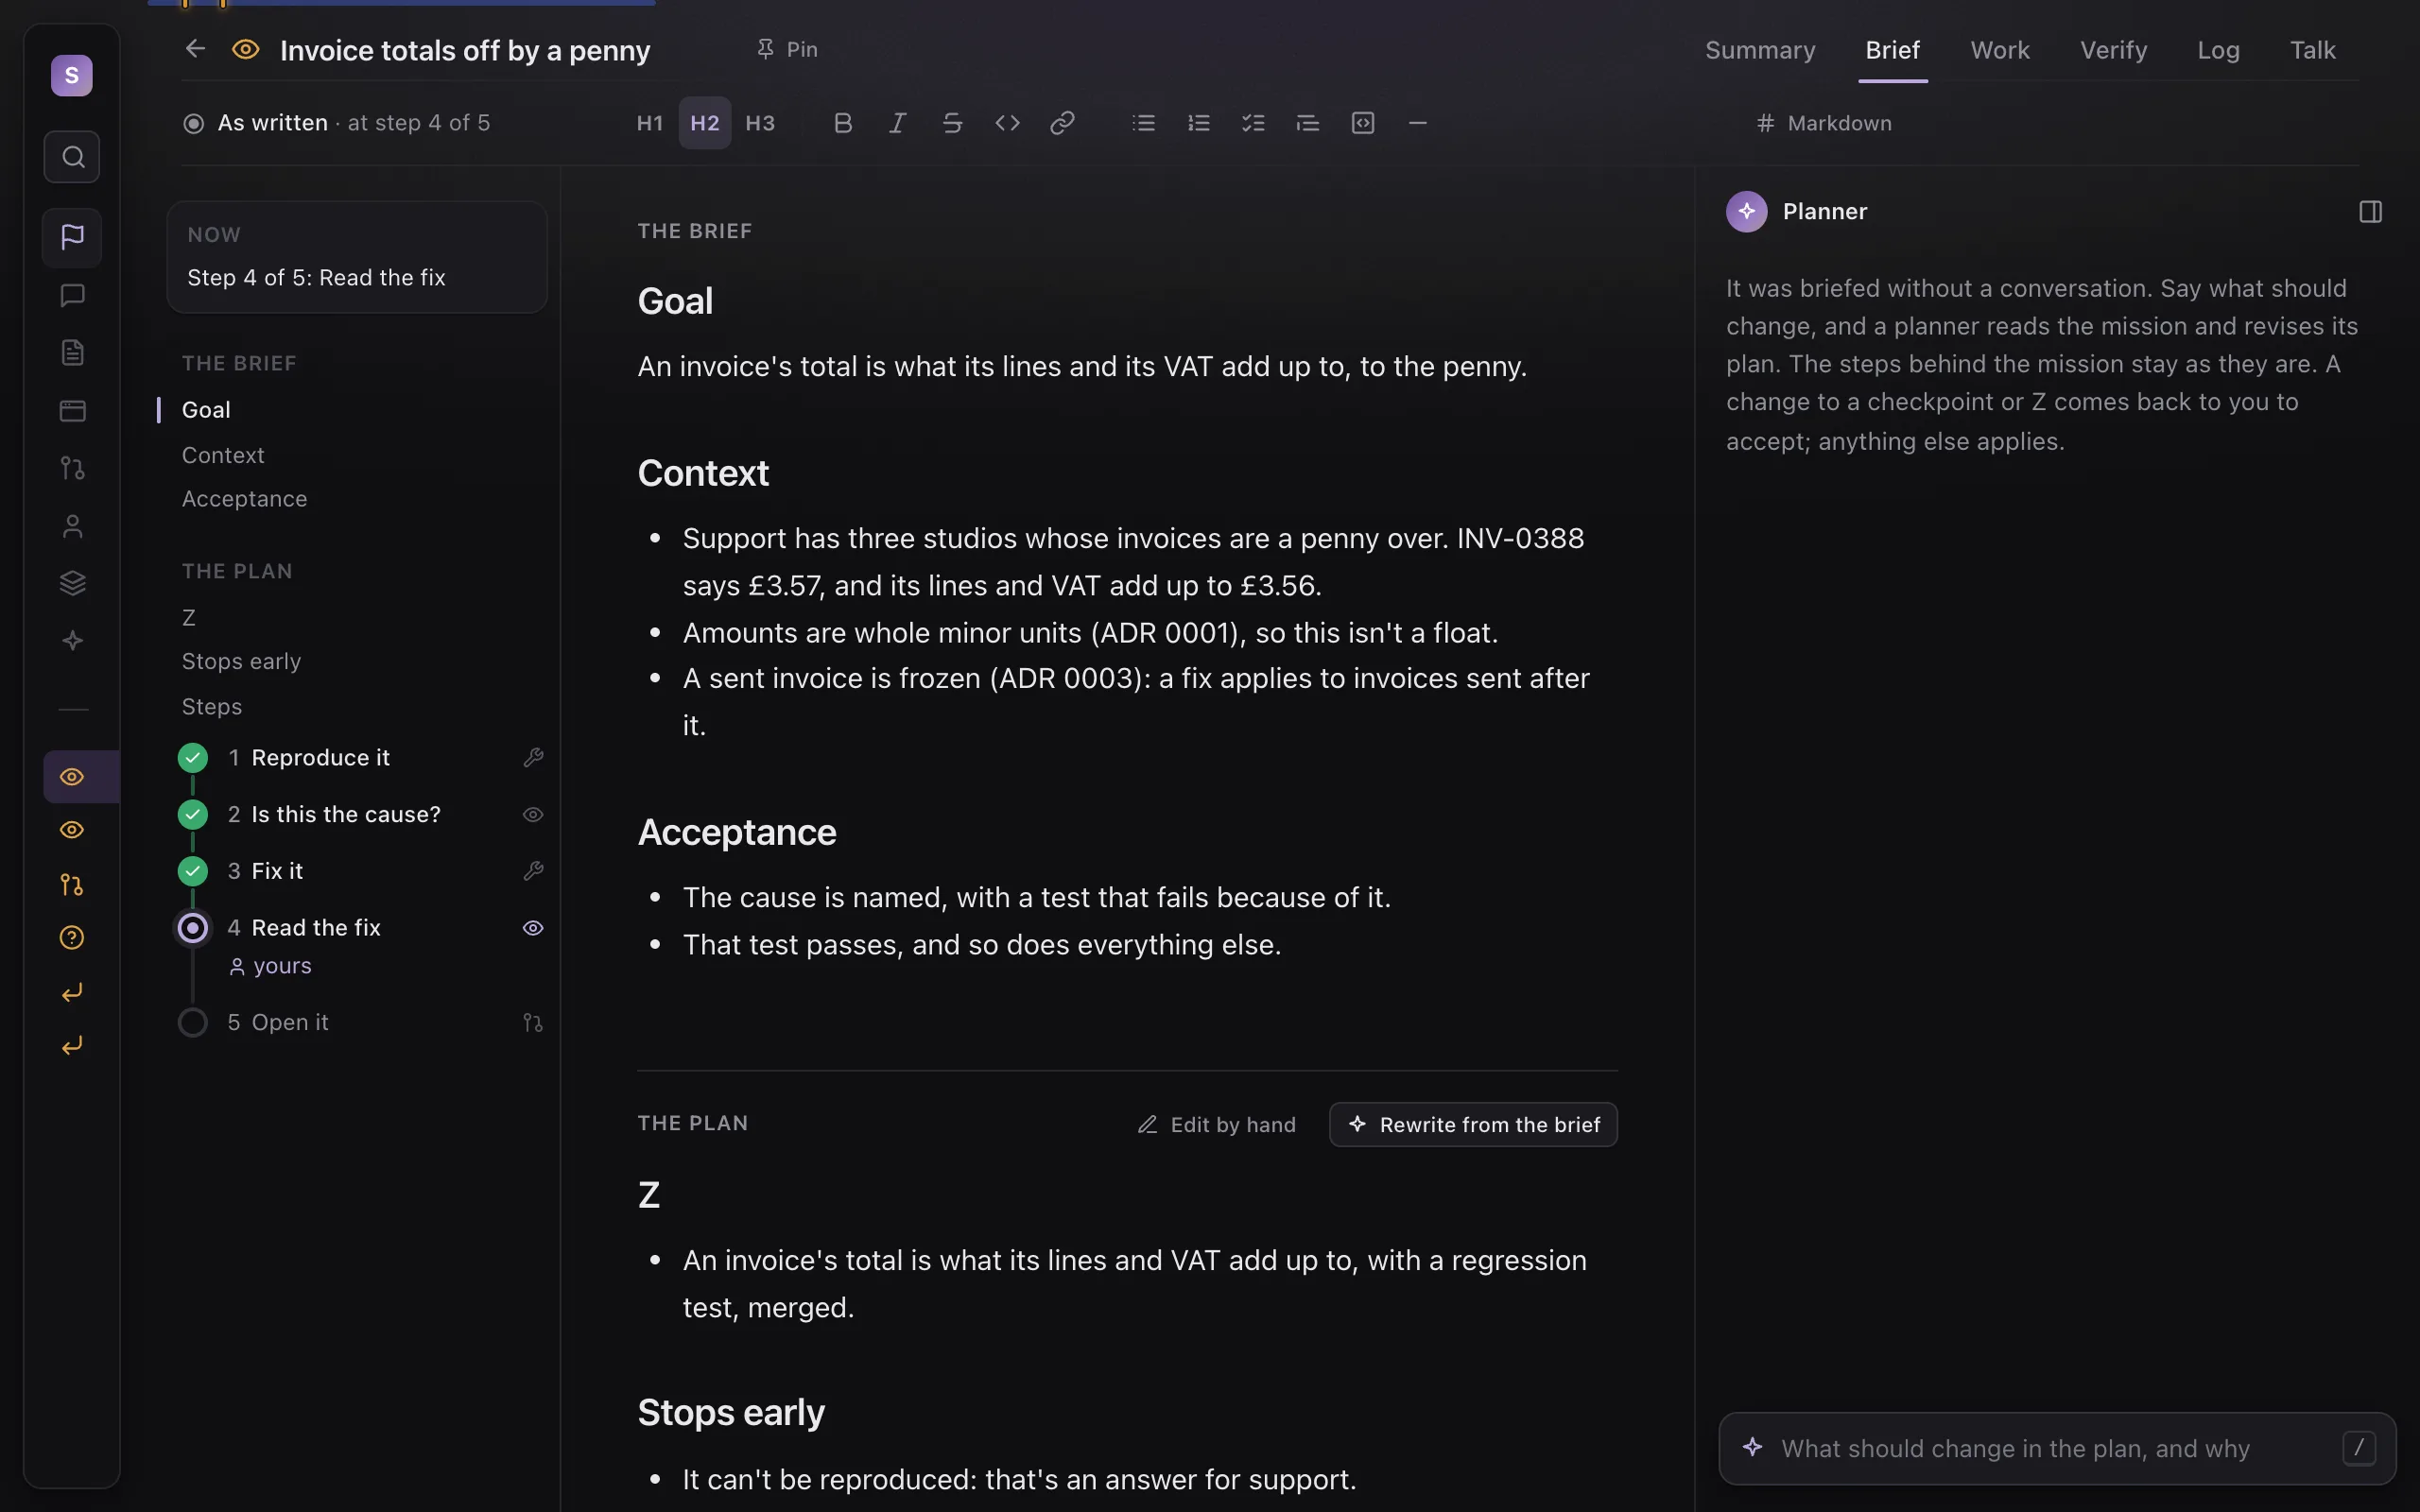 S
Invoice totals off by a penny
Pin
Summary
Brief
Work
Verify
Log
Talk
As written · at step 4 of 5
H1
H2
H3
Markdown
NOW
Step 4 of 5: Read the fix
THE BRIEF
Goal
Context
Acceptance
THE PLAN
Z
Stops early
Steps
1 Reproduce it
2 Is this the cause?
3 Fix it
4 Read the fix
yours
5 Open it
THE BRIEF
Goal
An invoice's total is what its lines and its VAT add up to, to the penny.
Context
• Support has three studios whose invoices are a penny over. INV-0388
says £3.57, and its lines and VAT add up to £3.56.
• Amounts are whole minor units (ADR 0001), so this isn't a float.
• A sent invoice is frozen (ADR 0003): a fix applies to invoices sent after
it.
Acceptance
• The cause is named, with a test that fails because of it.
• That test passes, and so does everything else.
THE PLAN
Edit by hand
Rewrite from the brief
Z
• An invoice's total is what its lines and VAT add up to, with a regression
test, merged.
Stops early
• It can't be reproduced: that's an answer for support.
Planner
It was briefed without a conversation. Say what should
change, and a planner reads the mission and revises its
plan. The steps behind the mission stay as they are. A
change to a checkpoint or Z comes back to you to
accept; anything else applies.
What should change in the plan, and why
/